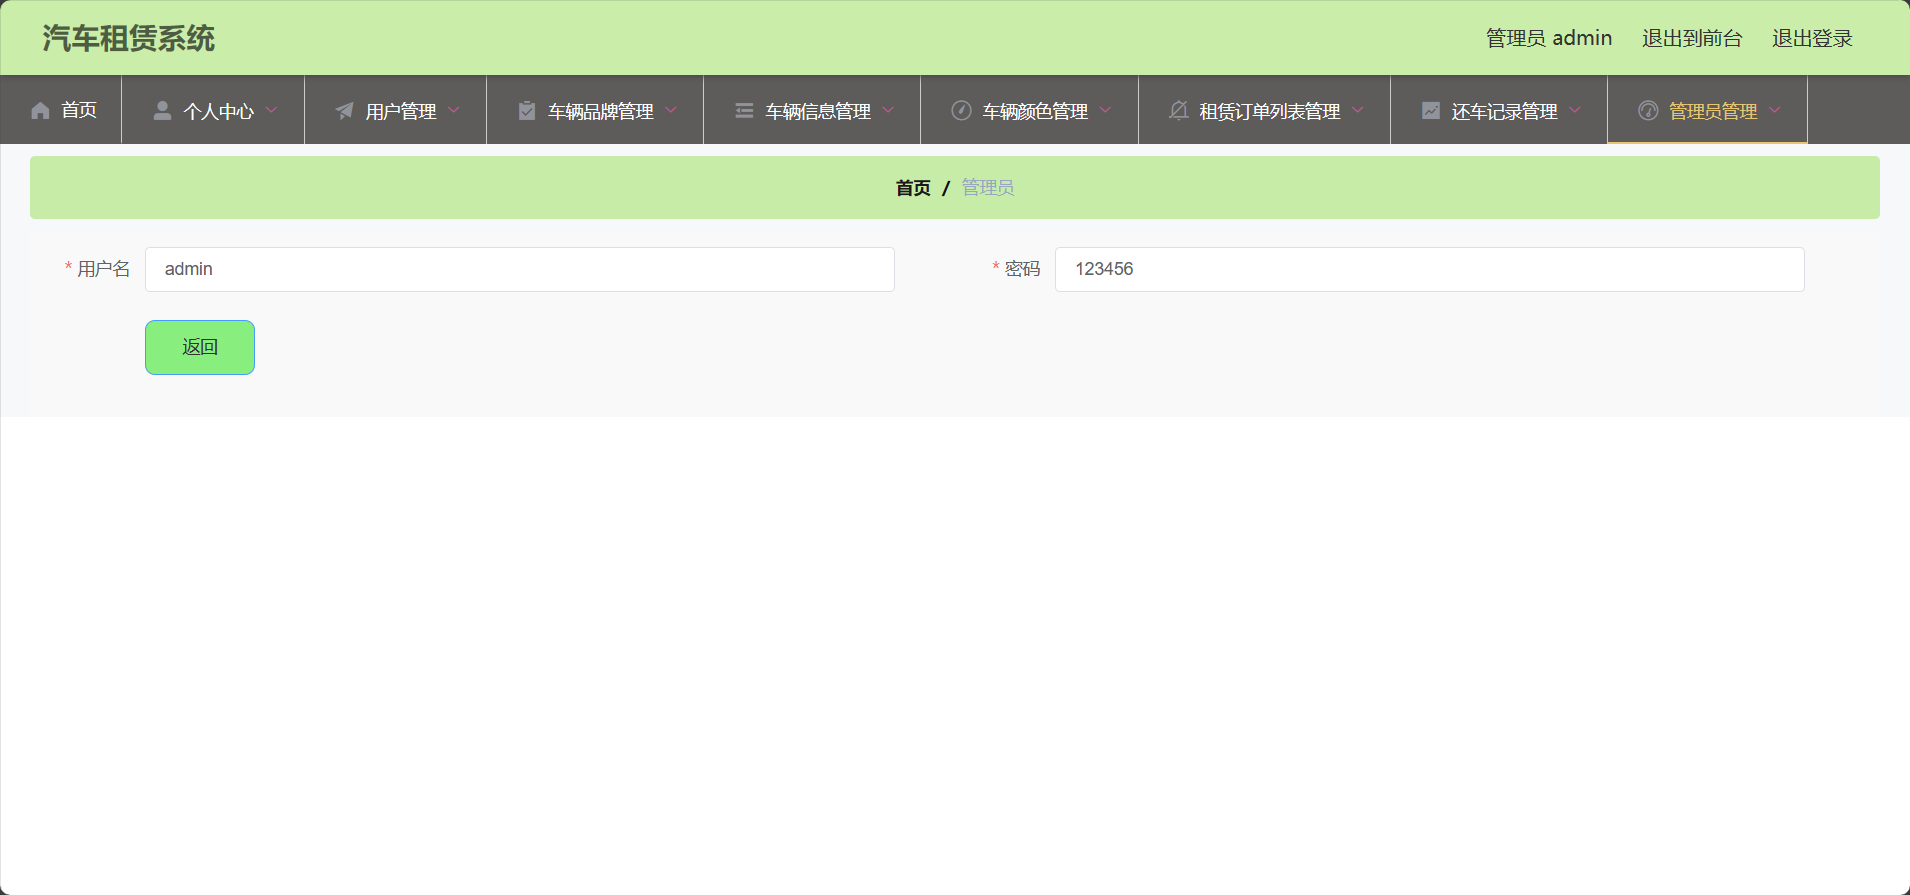 汽车租赁系统
管理员 admin 退出到前台 退出登录
首页 个人中心 用户管理 车辆品牌管理 车辆信息管理 车辆颜色管理 租赁订单列表管理 还车记录管理 管理员管理
首页 / 管理员
* 用户名 admin * 密码 123456
返回